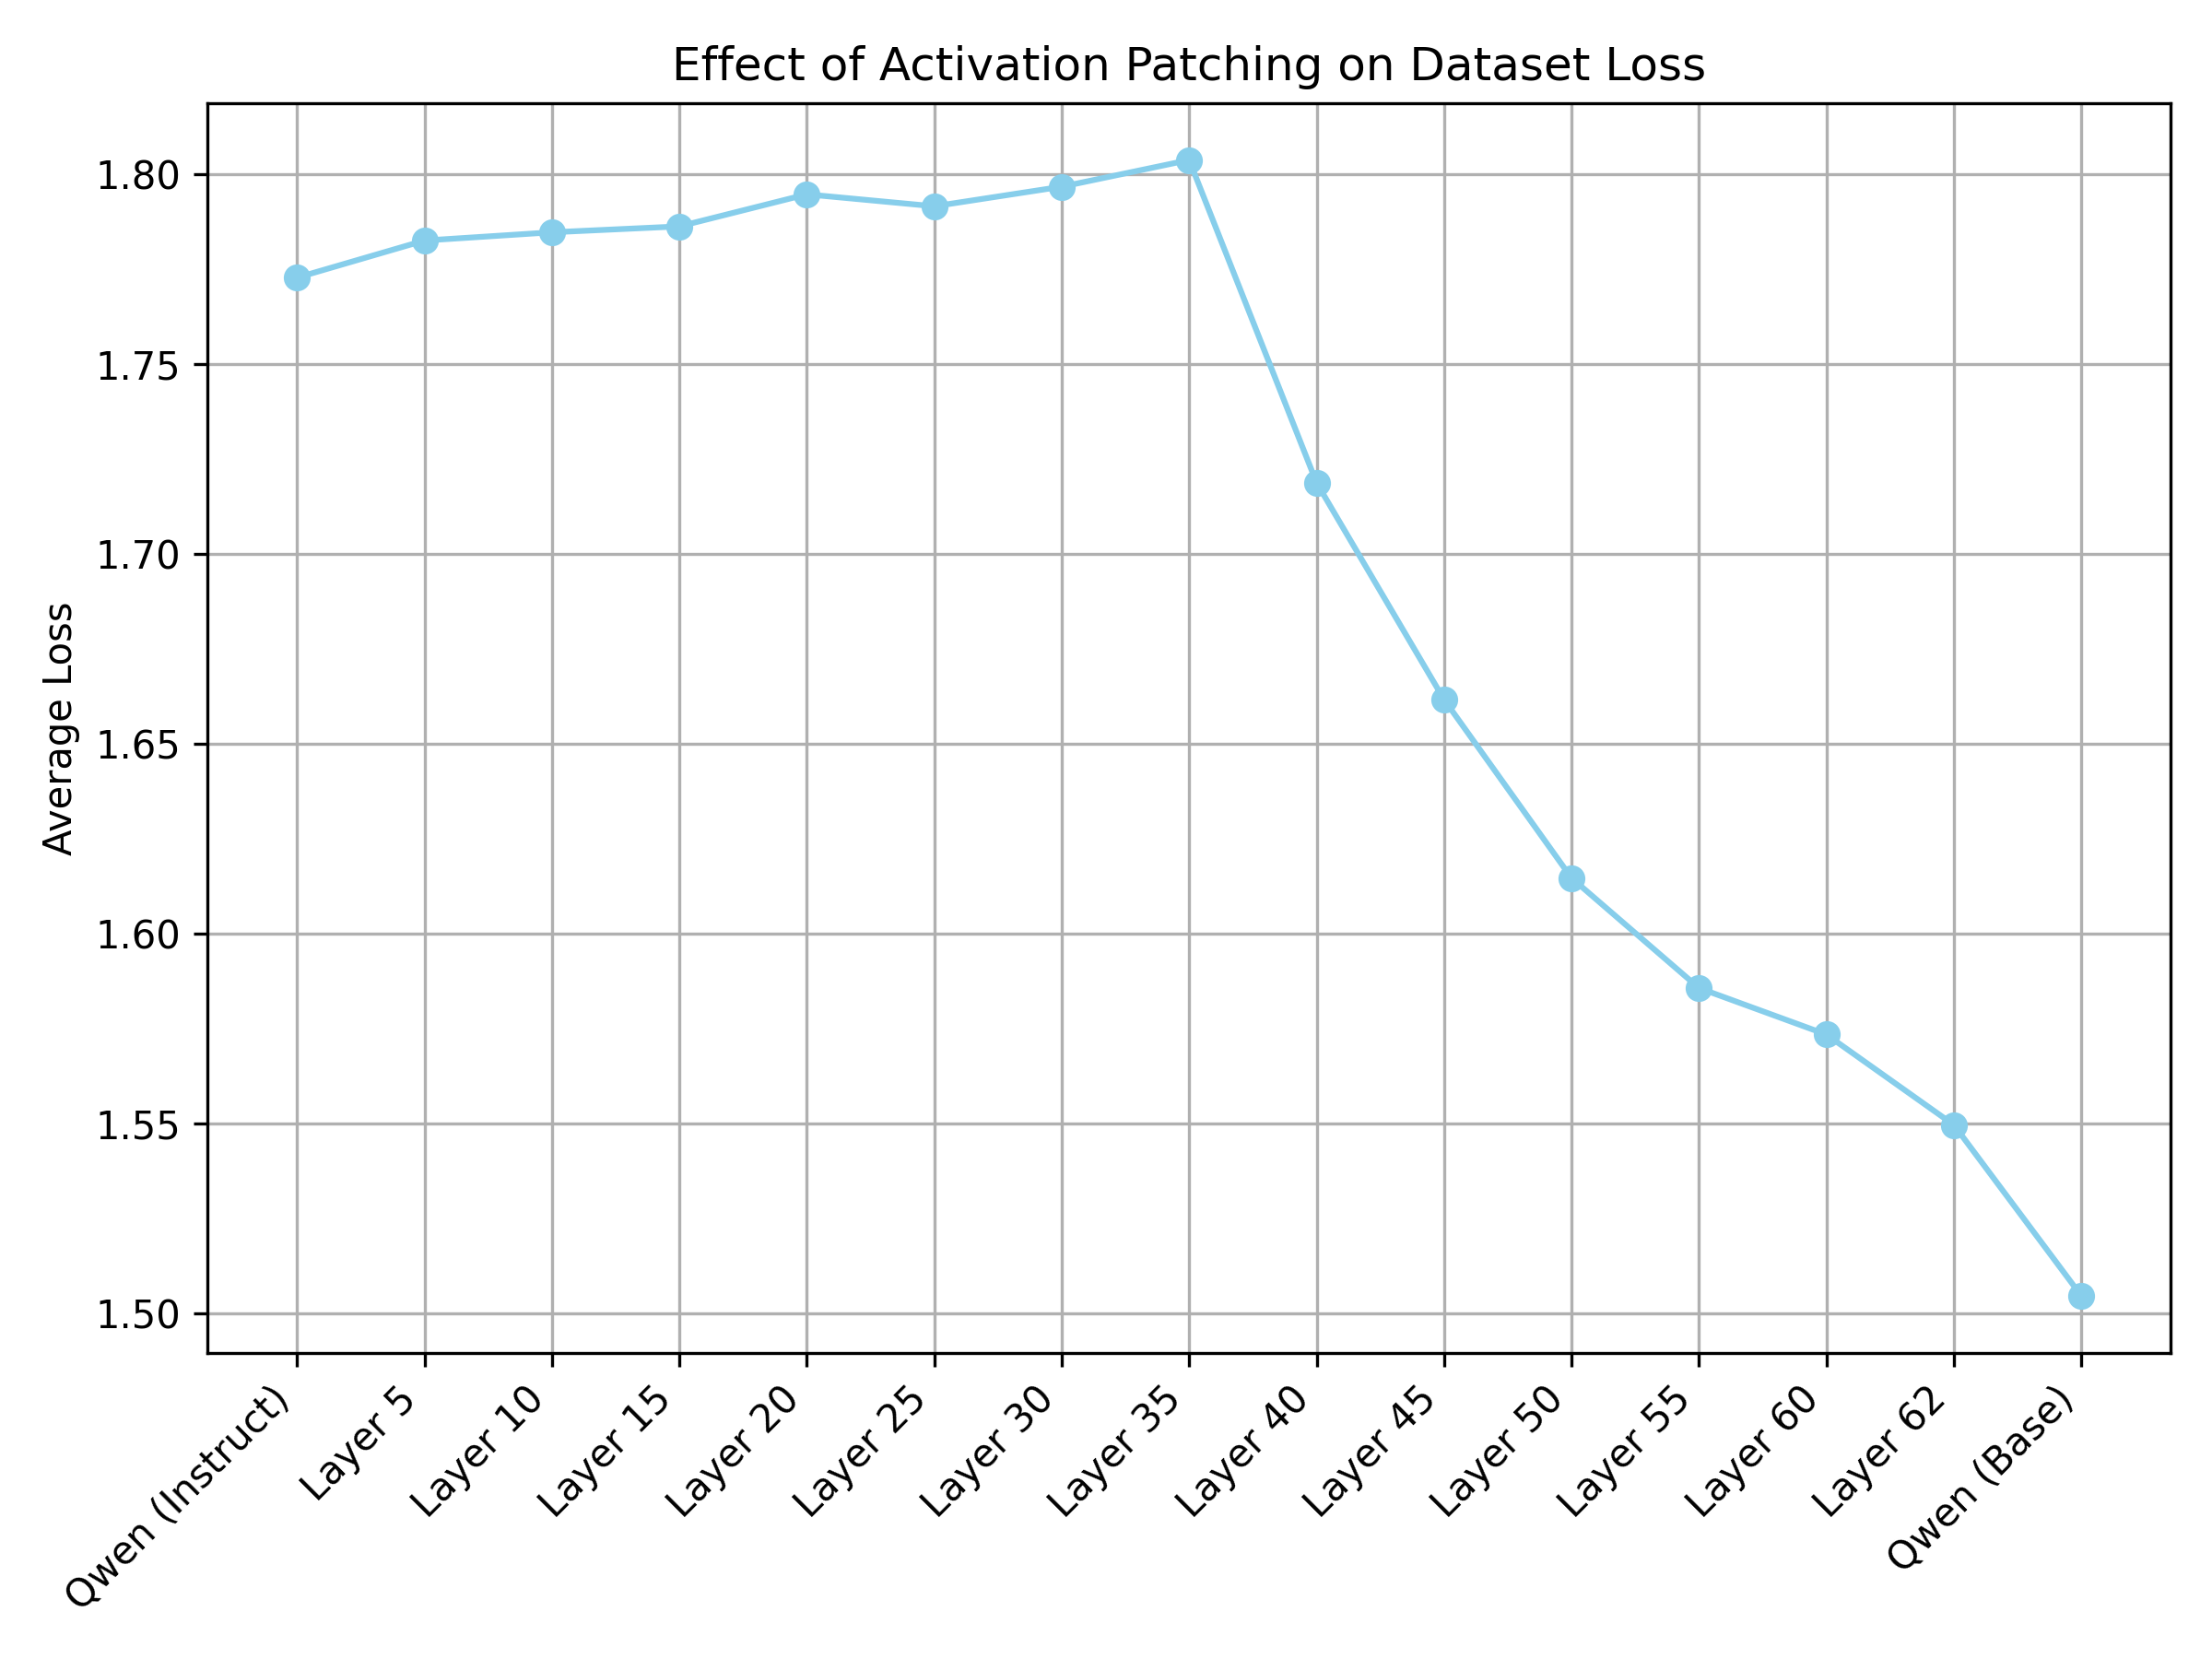 Effect of Activation Patching on Dataset Loss
Average Loss
1.80
1.75
1.70
1.65
1.60
1.55
1.50
Qwen (Instruct)
Layer 5
Layer 10
Layer 15
Layer 20
Layer 25
Layer 30
Layer 35
Layer 40
Layer 45
Layer 50
Layer 55
Layer 60
Layer 62
Qwen (Base)